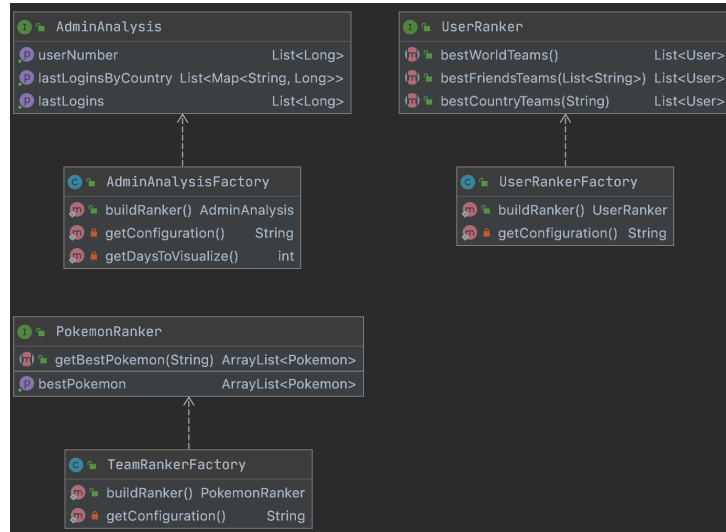 AdminAnalysis
userNumber List<Long>
lastLoginsByCountry List<Map<String, Long>>
lastLogins List<Long>
UserRanker
bestWorldTeams() List<User>
bestFriendsTeams(List<String>) List<User>
bestCountryTeams(String) List<User>
AdminAnalysisFactory
buildRanker() AdminAnalysis
getConfiguration() String
getDaysToVisualize() int
UserRankerFactory
buildRanker() UserRanker
getConfiguration() String
PokemonRanker
getBestPokemon(String) ArrayList<Pokemon>
bestPokemon ArrayList<Pokemon>
TeamRankerFactory
buildRanker() PokemonRanker
getConfiguration() String